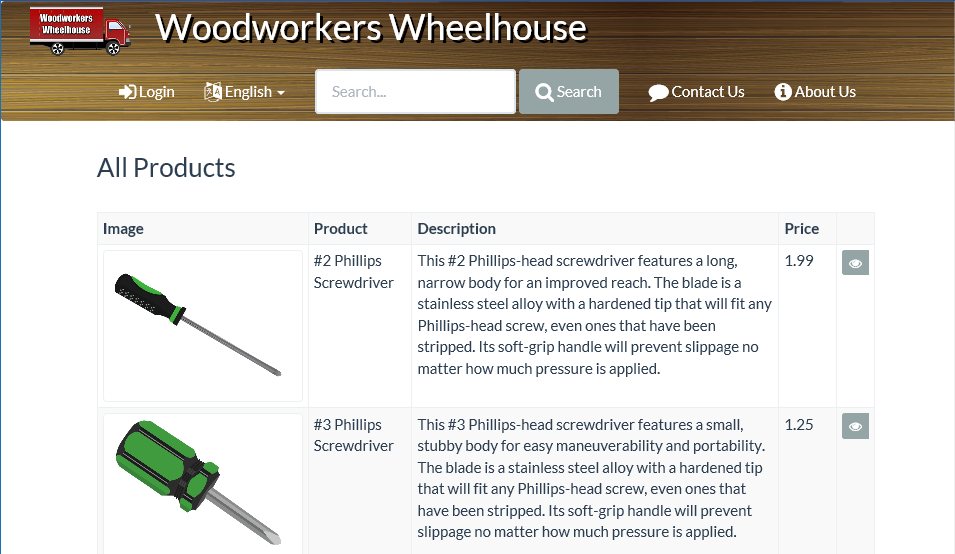 Woodworkers
Wheelhouse
Woodworkers Wheelhouse
Login English Search... Search Contact Us About Us
All Products
Image Product Description Price
#2 Phillips
Screwdriver
This #2 Phillips-head screwdriver features a long,
narrow body for an improved reach. The blade is a
stainless steel alloy with a hardened tip that will fit any
Phillips-head screw, even ones that have been
stripped. Its soft-grip handle will prevent slippage no
matter how much pressure is applied.
1.99
#3 Phillips
Screwdriver
This #3 Phillips-head screwdriver features a small,
stubby body for easy maneuverability and portability.
The blade is a stainless steel alloy with a hardened tip
that will fit any Phillips-head screw, even ones that
have been stripped. Its soft-grip handle will prevent
slippage no matter how much pressure is applied.
1.25